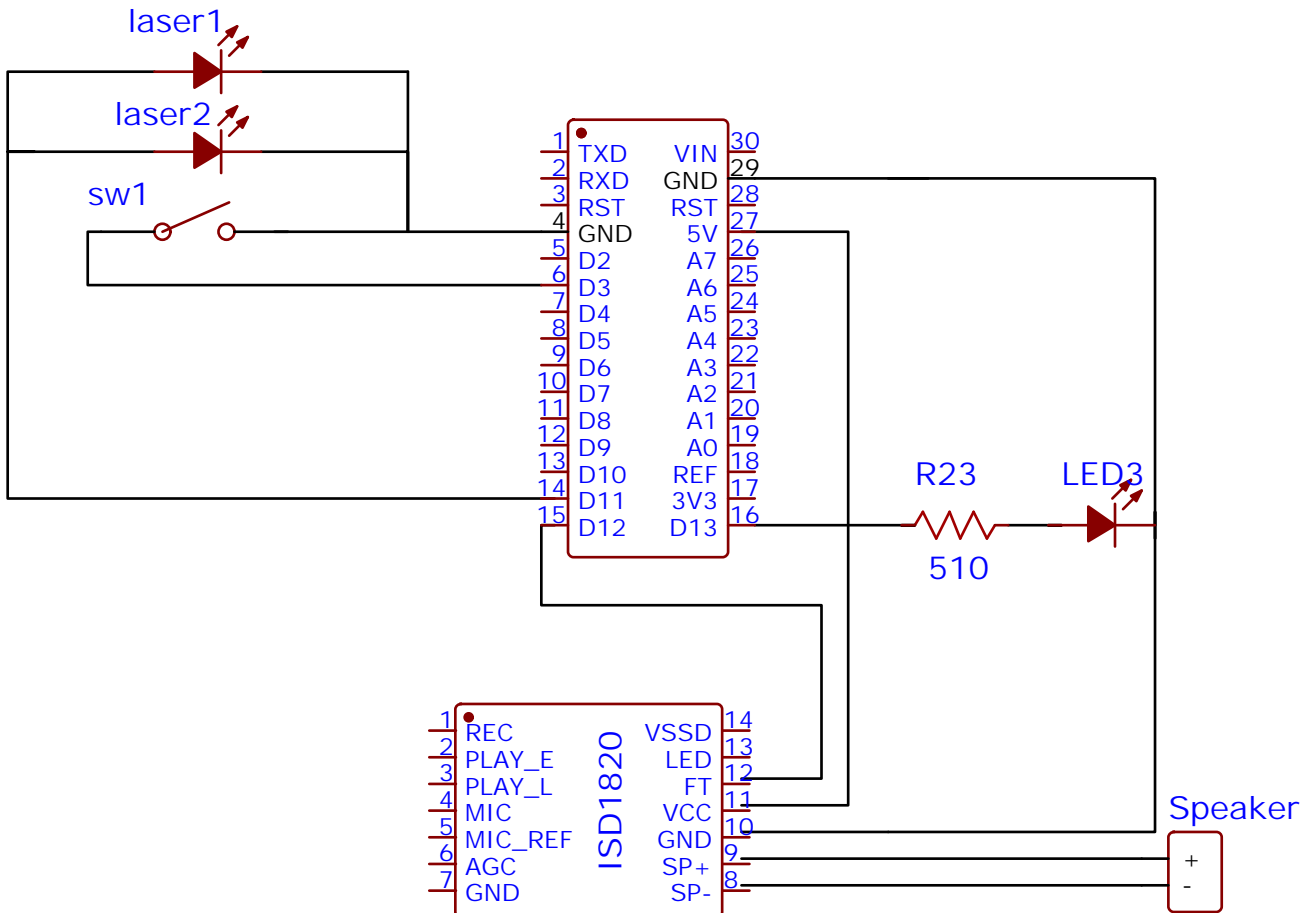 laser1
laser2
sw1
1 TXD VIN 30
2 RXD GND 29
3 RST RST 28
4 GND 5V 27
5 D2 A7 26
6 D3 A6 25
7 D4 A5 24
8 D5 A4 23
9 D6 A3 22
10 D7 A2 21
11 D8 A1 20
12 D9 A0 19
13 D10 REF 18
14 D11 3V3 17
15 D12 D13 16
R23
510
LED3
1 REC VSSD 14
2 PLAY_E LED 13
3 PLAY_L FT 12
4 MIC VCC 11
5 MIC_REF GND 10
6 AGC SP+ 9
7 GND SP- 8
ISD1820
Speaker
+
-